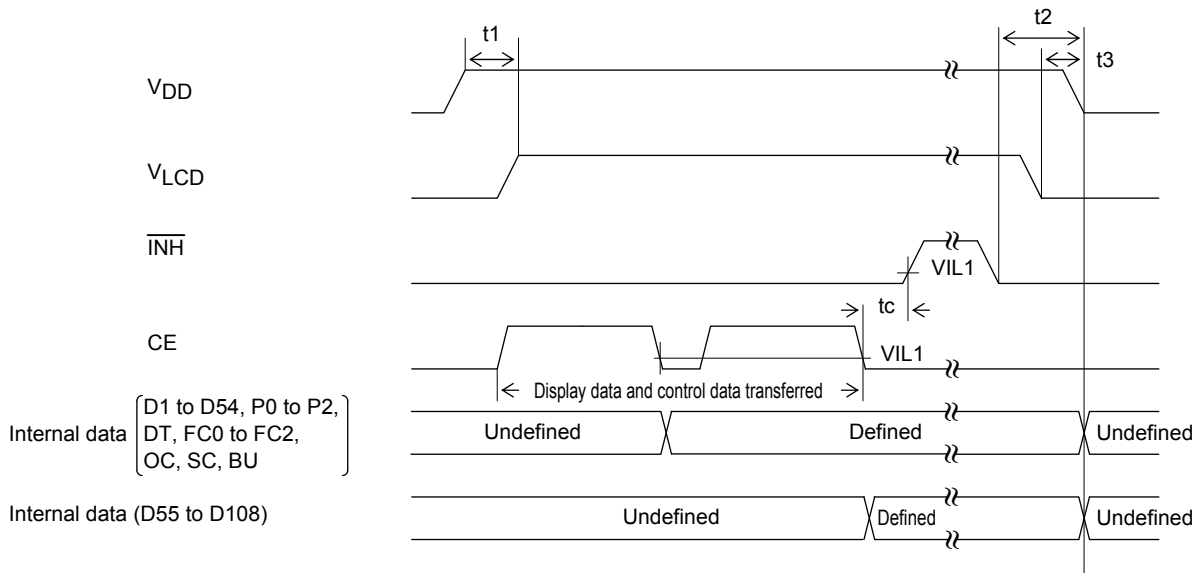 t1
t2
t3
VDD
VLCD
INH
VIL1
tc
CE
VIL1
Display data and control data transferred
Internal data
D1 to D54, P0 to P2,
DT, FC0 to FC2,
OC, SC, BU
Undefined
Defined
Undefined
Internal data (D55 to D108)
Undefined
Defined
Undefined